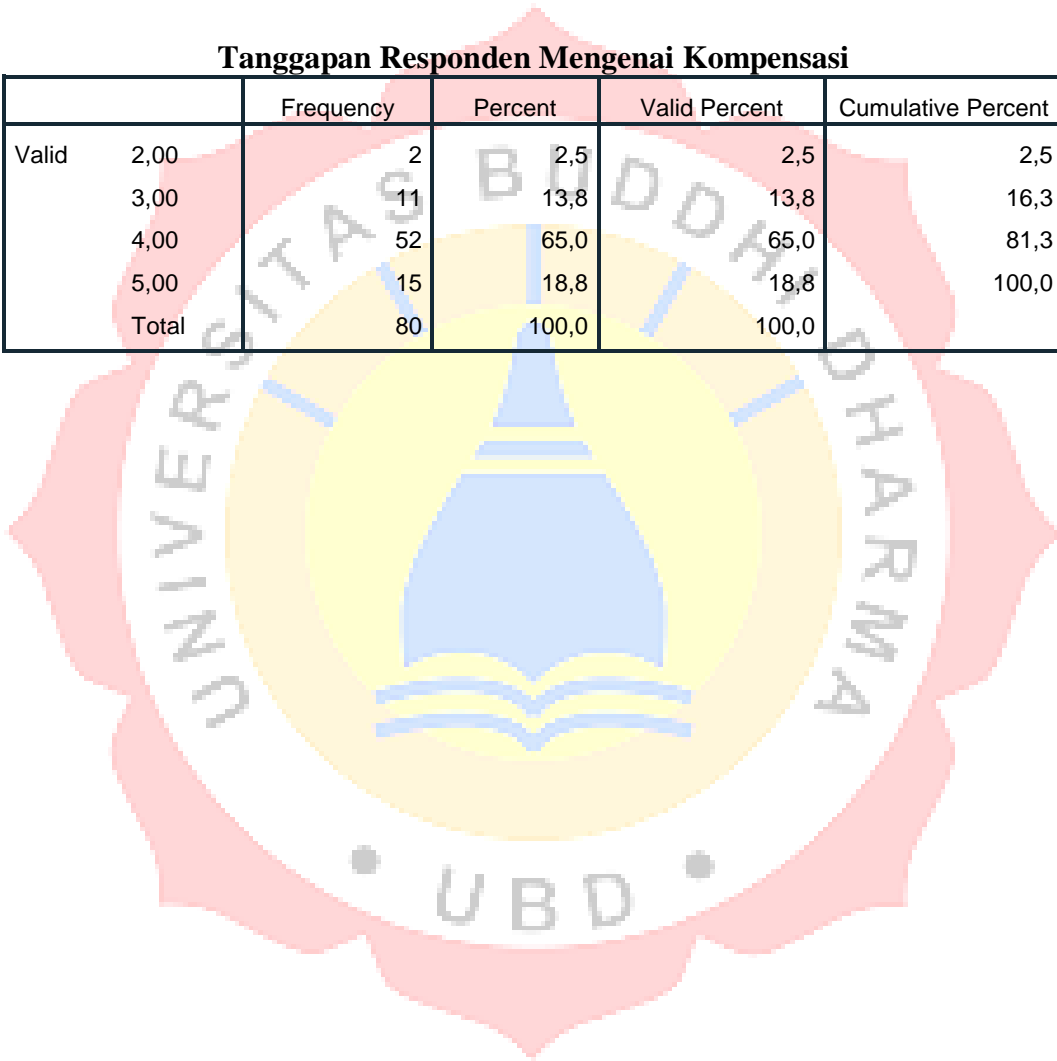 Tanggapan Responden Mengenai Kompensasi
Frequency Percent Valid Percent Cumulative Percent
Valid 2,00 2 2,5 2,5 2,5
3,00 11 13,8 13,8 16,3
4,00 52 65,0 65,0 81,3
5,00 15 18,8 18,8 100,0
Total 80 100,0 100,0
UNIVERSITAS BUDDHI DHARMA
• UBD •